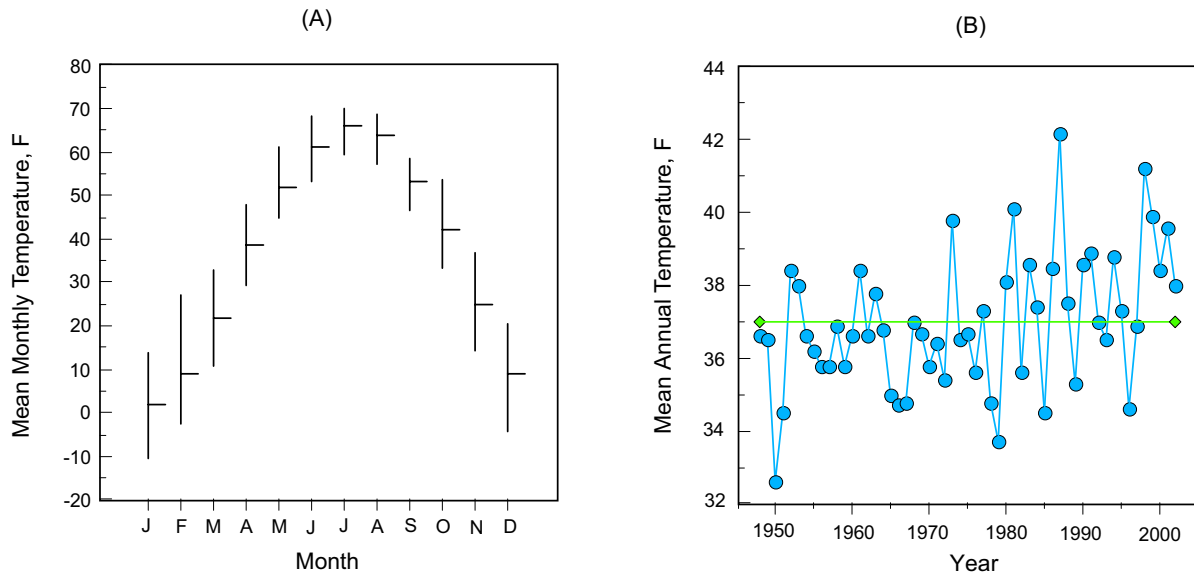 (A)
Mean Monthly Temperature, F
80
70
60
50
40
30
20
10
0
-10
-20
J F M A M J J A S O N D
Month
(B)
Mean Annual Temperature, F
44
42
40
38
36
34
32
1950 1960 1970 1980 1990 2000
Year